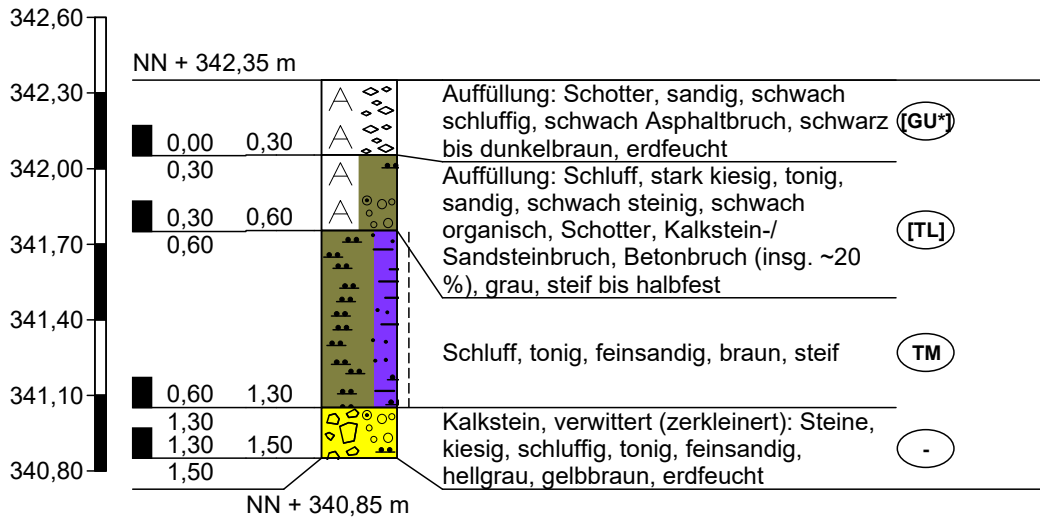 342,60
NN + 342,35 m
342,30
A
Auffüllung: Schotter, sandig, schwach
schluffig, schwach Asphaltbruch, schwarz
bis dunkelbraun, erdfeucht
[GU*]
0,00 0,30
A
342,00
0,30
A
Auffüllung: Schluff, stark kiesig, tonig,
sandig, schwach steinig, schwach
organisch, Schotter, Kalkstein-/
Sandsteinbruch, Betonbruch (insg. ~20
%), grau, steif bis halbfest
[TL]
0,30 0,60
A
341,70
0,60
341,40
Schluff, tonig, feinsandig, braun, steif
TM
341,10
0,60 1,30
1,30
1,30 1,50
Kalkstein, verwittert (zerkleinert): Steine,
kiesig, schluffig, tonig, feinsandig,
hellgrau, gelbbraun, erdfeucht
-
340,80
1,50
NN + 340,85 m